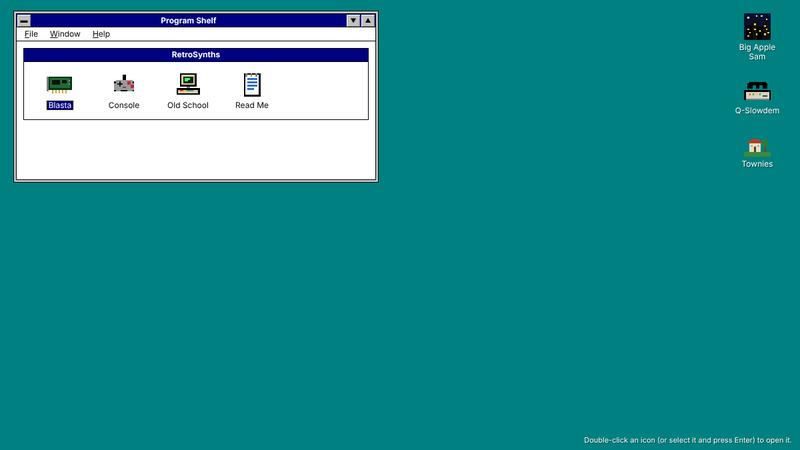 Program Shelf
File Window Help
RetroSynths
Blasta
Console
Old School
Read Me
Big Apple
Sam
Q-Slowdem
Townies
Double-click an icon (or select it and press Enter) to open it.